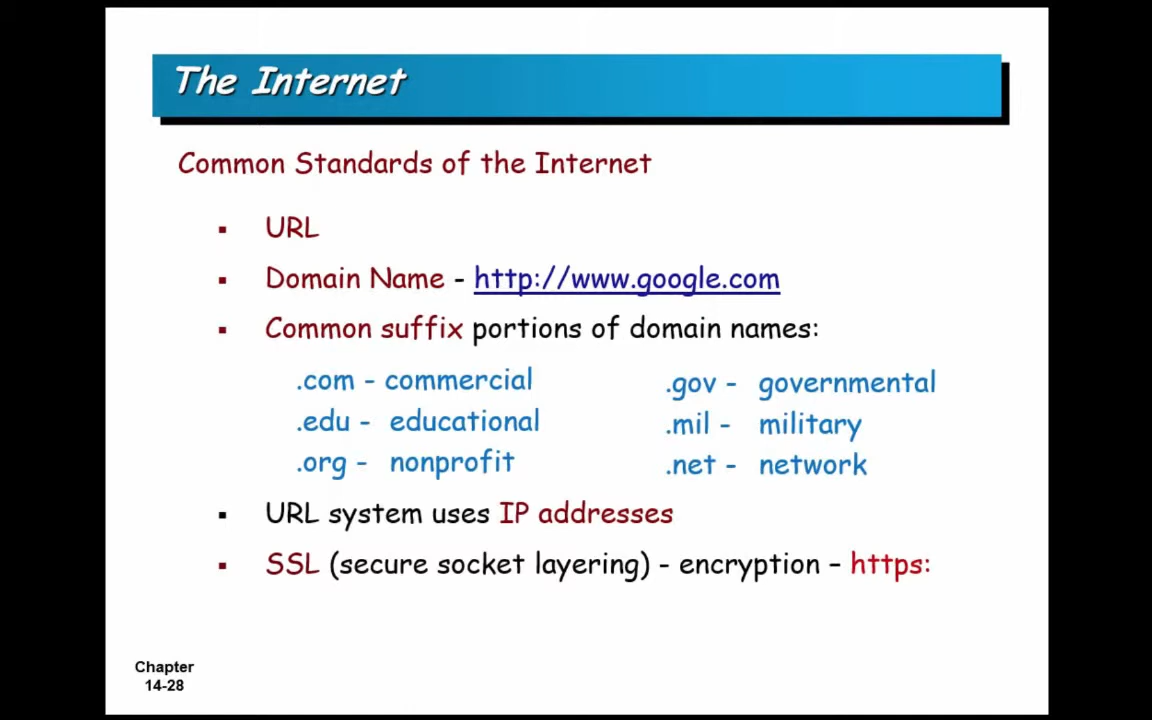 The Internet
Common Standards of the Internet
▪ URL
▪ Domain Name - http://www.google.com
▪ Common suffix portions of domain names:
.com - commercial .gov - governmental
.edu - educational .mil - military
.org - nonprofit .net - network
▪ URL system uses IP addresses
▪ SSL (secure socket layering) - encryption – https:
Chapter
14-28